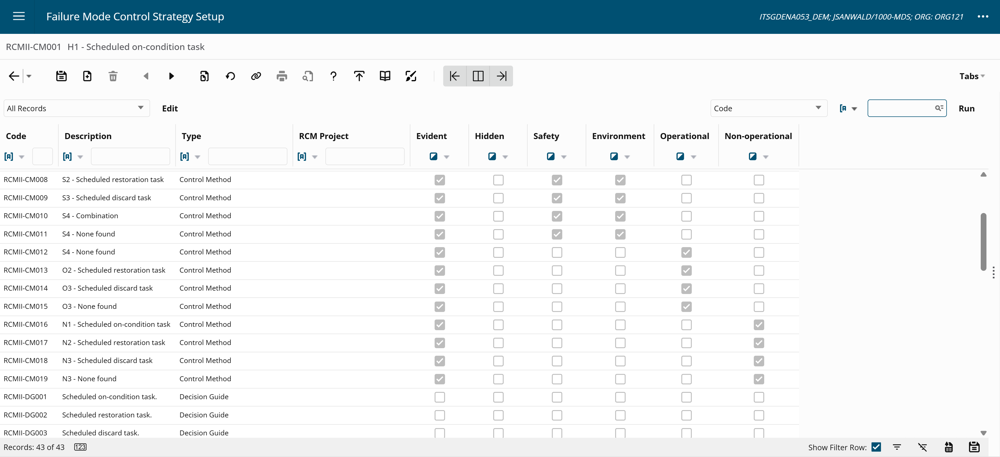 Failure Mode Control Strategy Setup
ITSGDENA053_DEM; JSANWALD/1000-MDS; ORG: ORG121
RCMII-CM001 H1 - Scheduled on-condition task
Tabs
All Records Edit Code Run
Code Description Type RCM Project Evident Hidden Safety Environment Operational Non-operational
RCMII-CM008 S2 - Scheduled restoration task Control Method
RCMII-CM009 S3 - Scheduled discard task Control Method
RCMII-CM010 S4 - Combination Control Method
RCMII-CM011 S4 - None found Control Method
RCMII-CM012 S4 - None found Control Method
RCMII-CM013 O2 - Scheduled restoration task Control Method
RCMII-CM014 O3 - Scheduled discard task Control Method
RCMII-CM015 O3 - None found Control Method
RCMII-CM016 N1 - Scheduled on-condition task Control Method
RCMII-CM017 N2 - Scheduled restoration task Control Method
RCMII-CM018 N3 - Scheduled discard task Control Method
RCMII-CM019 N3 - None found Control Method
RCMII-DG001 Scheduled on-condition task. Decision Guide
RCMII-DG002 Scheduled restoration task. Decision Guide
RCMII-DG003 Scheduled discard task. Decision Guide
Records: 43 of 43 123 Show Filter Row: